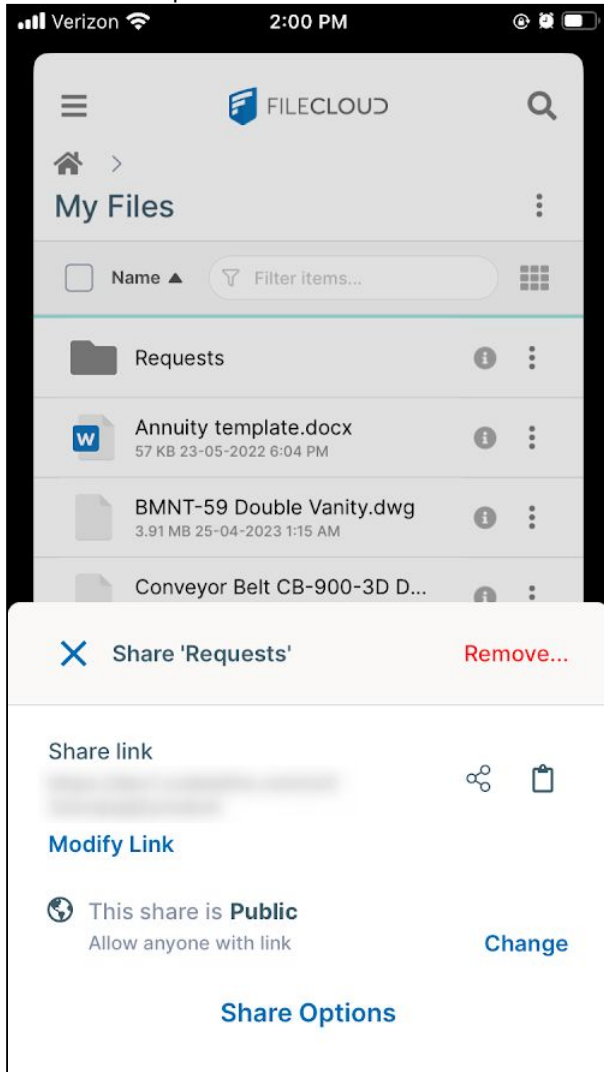 Verizon 2:00 PM
FILECLOUD
My Files
Name ▲ Filter items...
Requests
W Annuity template.docx
57 KB 23-05-2022 6:04 PM
BMNT-59 Double Vanity.dwg
3.91 MB 25-04-2023 1:15 AM
Conveyor Belt CB-900-3D D...
Share 'Requests' Remove...
Share link
Modify Link
This share is Public
Allow anyone with link Change
Share Options